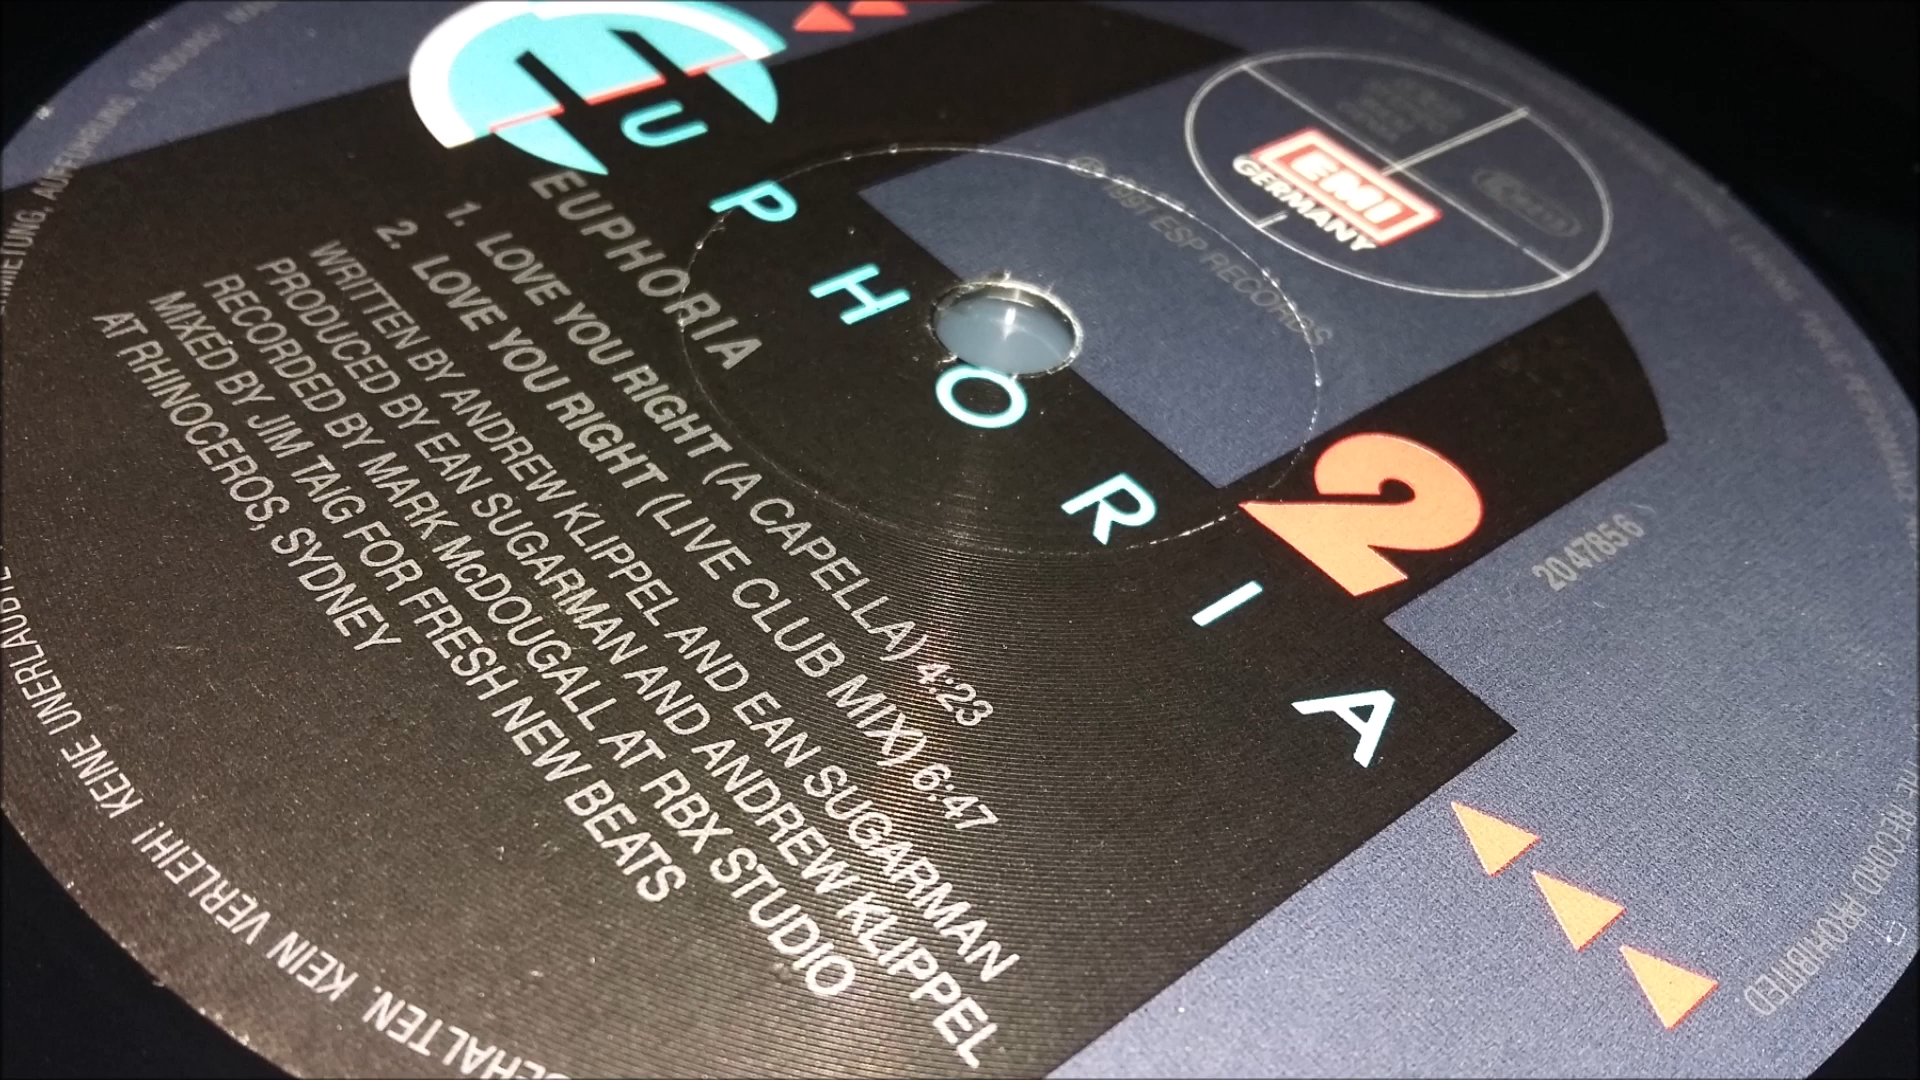 EUPHORIA
EMI
GERMANY
℗ 1991 ESP RECORDS
2
2047856
EUPHORIA
1. LOVE YOU RIGHT (A CAPELLA) 4:23
2. LOVE YOU RIGHT (LIVE CLUB MIX) 6:47
WRITTEN BY ANDREW KLIPPEL AND EAN SUGARMAN
PRODUCED BY EAN SUGARMAN AND ANDREW KLIPPEL
RECORDED BY MARK McDOUGALL AT RBX STUDIO
MIXED BY JIM TAIG FOR FRESH NEW BEATS
AT RHINOCEROS, SYDNEY
KEIN VERLEIH! KEINE
AUFFÜHRUNG
RECORD PROHIBITED